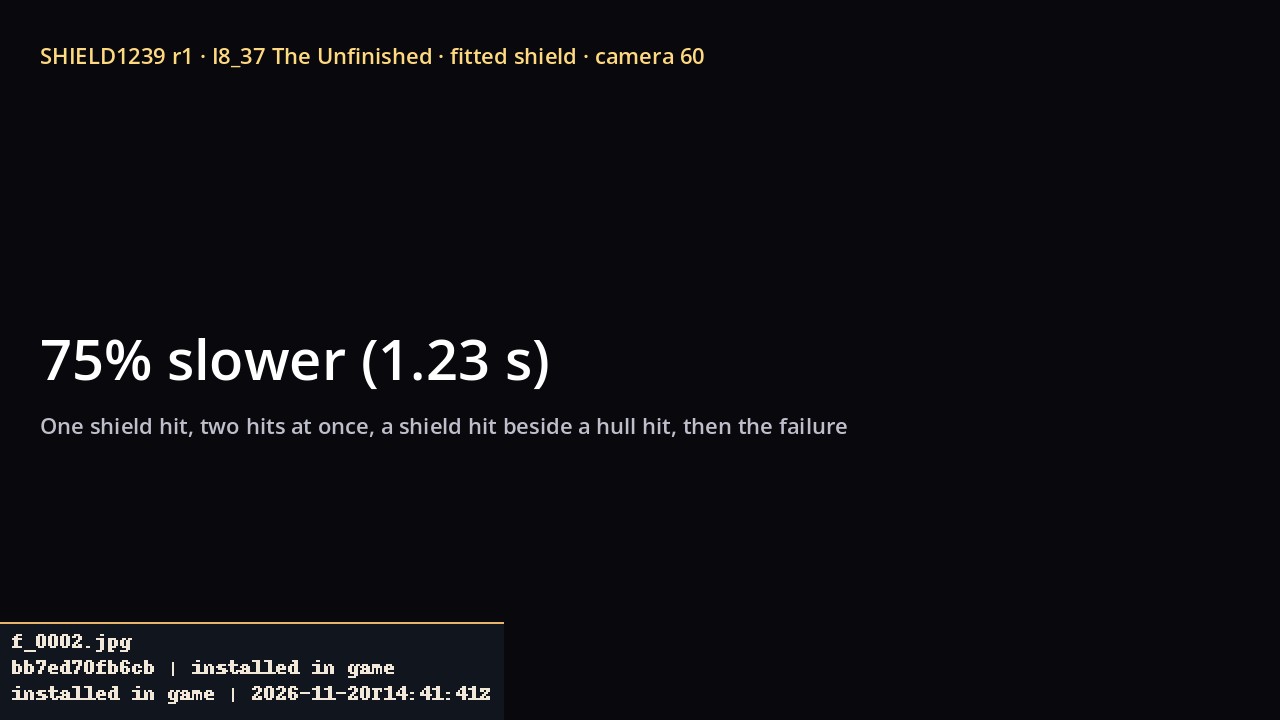 SHIELD1239 r1 · l8_37 The Unfinished · fitted shield · camera 60
75% slower (1.23 s)
One shield hit, two hits at once, a shield hit beside a hull hit, then the failure
f_0002.jpg
bb7ed70fb6cb | installed in game
installed in game | 2026-11-20T14:41:41Z